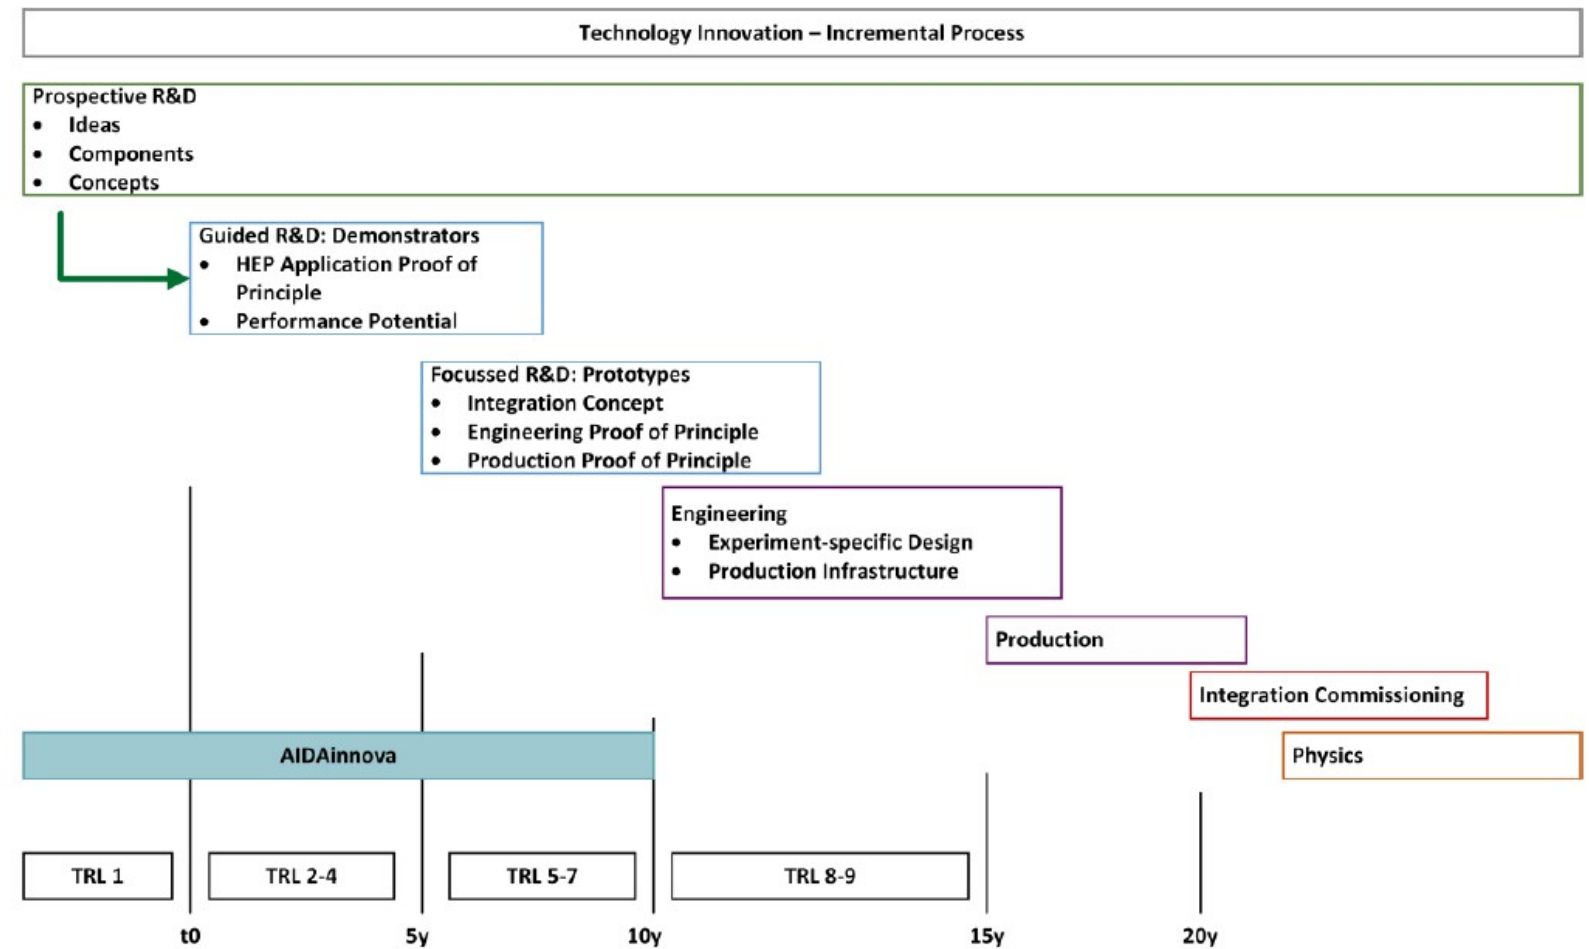 Technology Innovation – Incremental Process
Prospective R&D
• Ideas
• Components
• Concepts
Guided R&D: Demonstrators
• HEP Application Proof of
Principle
• Performance Potential
Focussed R&D: Prototypes
• Integration Concept
• Engineering Proof of Principle
• Production Proof of Principle
Engineering
• Experiment-specific Design
• Production Infrastructure
Production
Integration Commissioning
AIDAinnova
Physics
TRL 1
TRL 2-4
TRL 5-7
TRL 8-9
t0
5y
10y
15y
20y